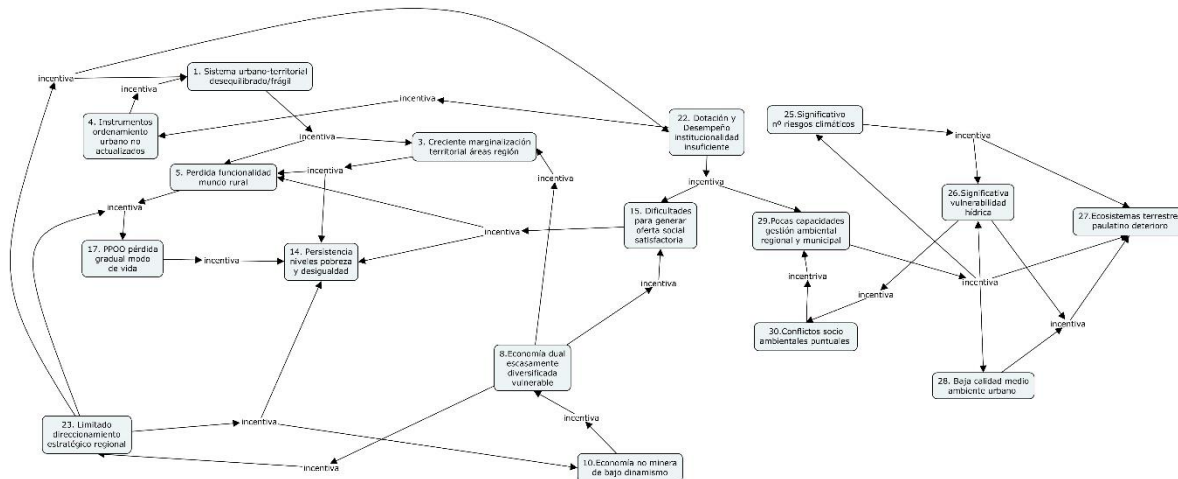 incentiva
1. Sistema urbano-territorial
desequilibrado/frágil
incentiva
4. Instrumentos
ordenamiento
urbano no
actualizados
incentiva
22. Dotación y
Desempeño
institucionalidad
insuficiente
25.Significativo
nº riesgos climáticos
incentiva
incentiva
3. Creciente marginalización
territorial áreas región
5. Perdida funcionalidad
mundo rural
incentiva
incentiva
incentiva
incentiva
26.Significativa
vulnerabilidad
hídrica
15. Dificultades
para generar
oferta social
satisfactoria
29.Pocas capacidades
gestión ambiental
regional y municipal
27.Ecosistemas terrestre
paulatino deterioro
incentiva
17. PPOO pérdida
gradual modo
de vida
incentiva
14. Persistencia
niveles pobreza
y desigualdad
incentiva
incentiva
incentriva
incentiva
incentiva
30.Conflictos socio
ambientales puntuales
incentiva
8.Economía dual
escasamente
diversificada
vulnerable
28. Baja calidad medio
ambiente urbano
23. Limitado
direccionamiento
estratégico regional
incentiva
incentiva
incentiva
10.Economía no minera
de bajo dinamismo